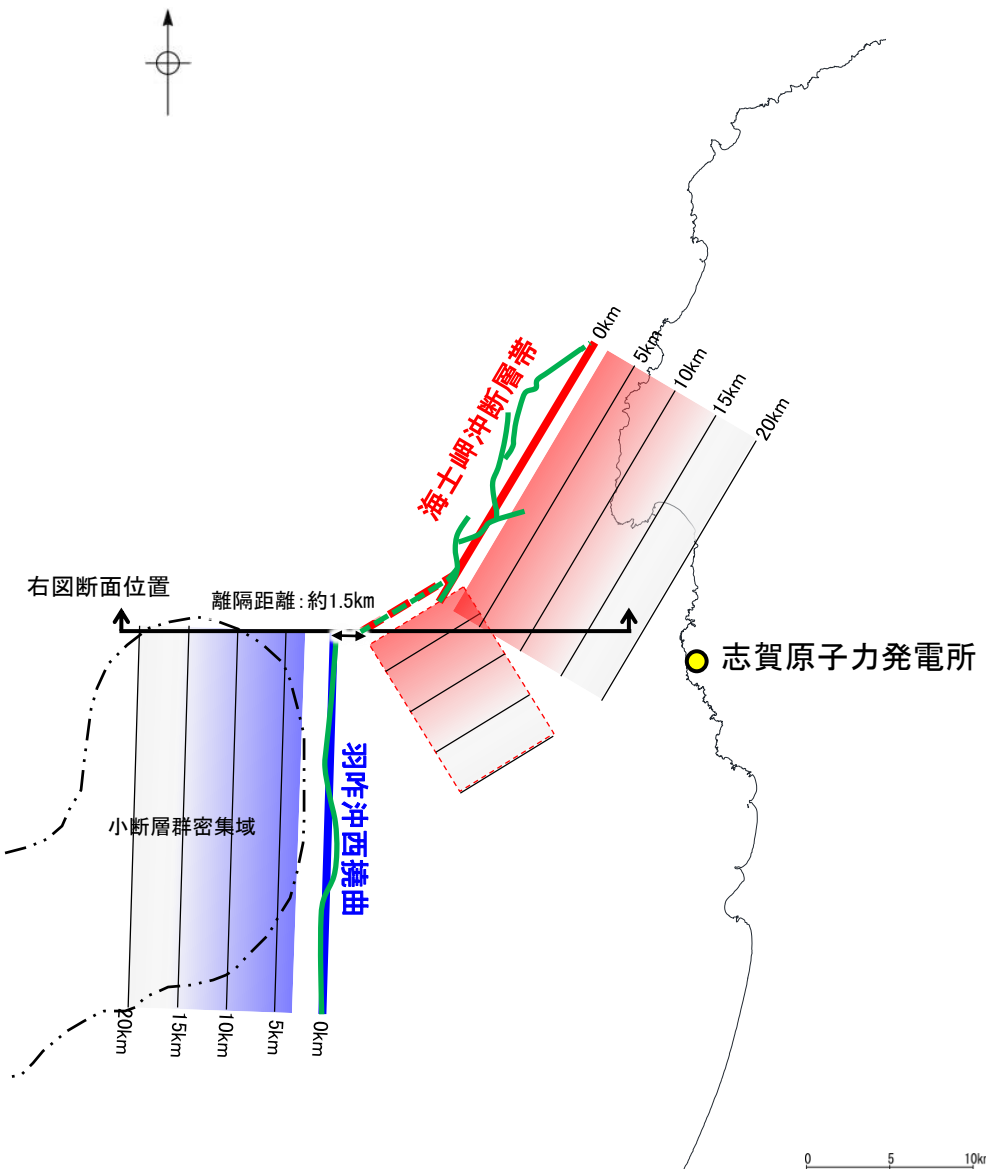 0km
5km
10km
15km
20km
海士岬沖断層帯
右図断面位置
離隔距離：約1.5km
志賀原子力発電所
羽咋沖西撓曲
小断層群密集域
20km
15km
10km
5km
0km
0 5 10km